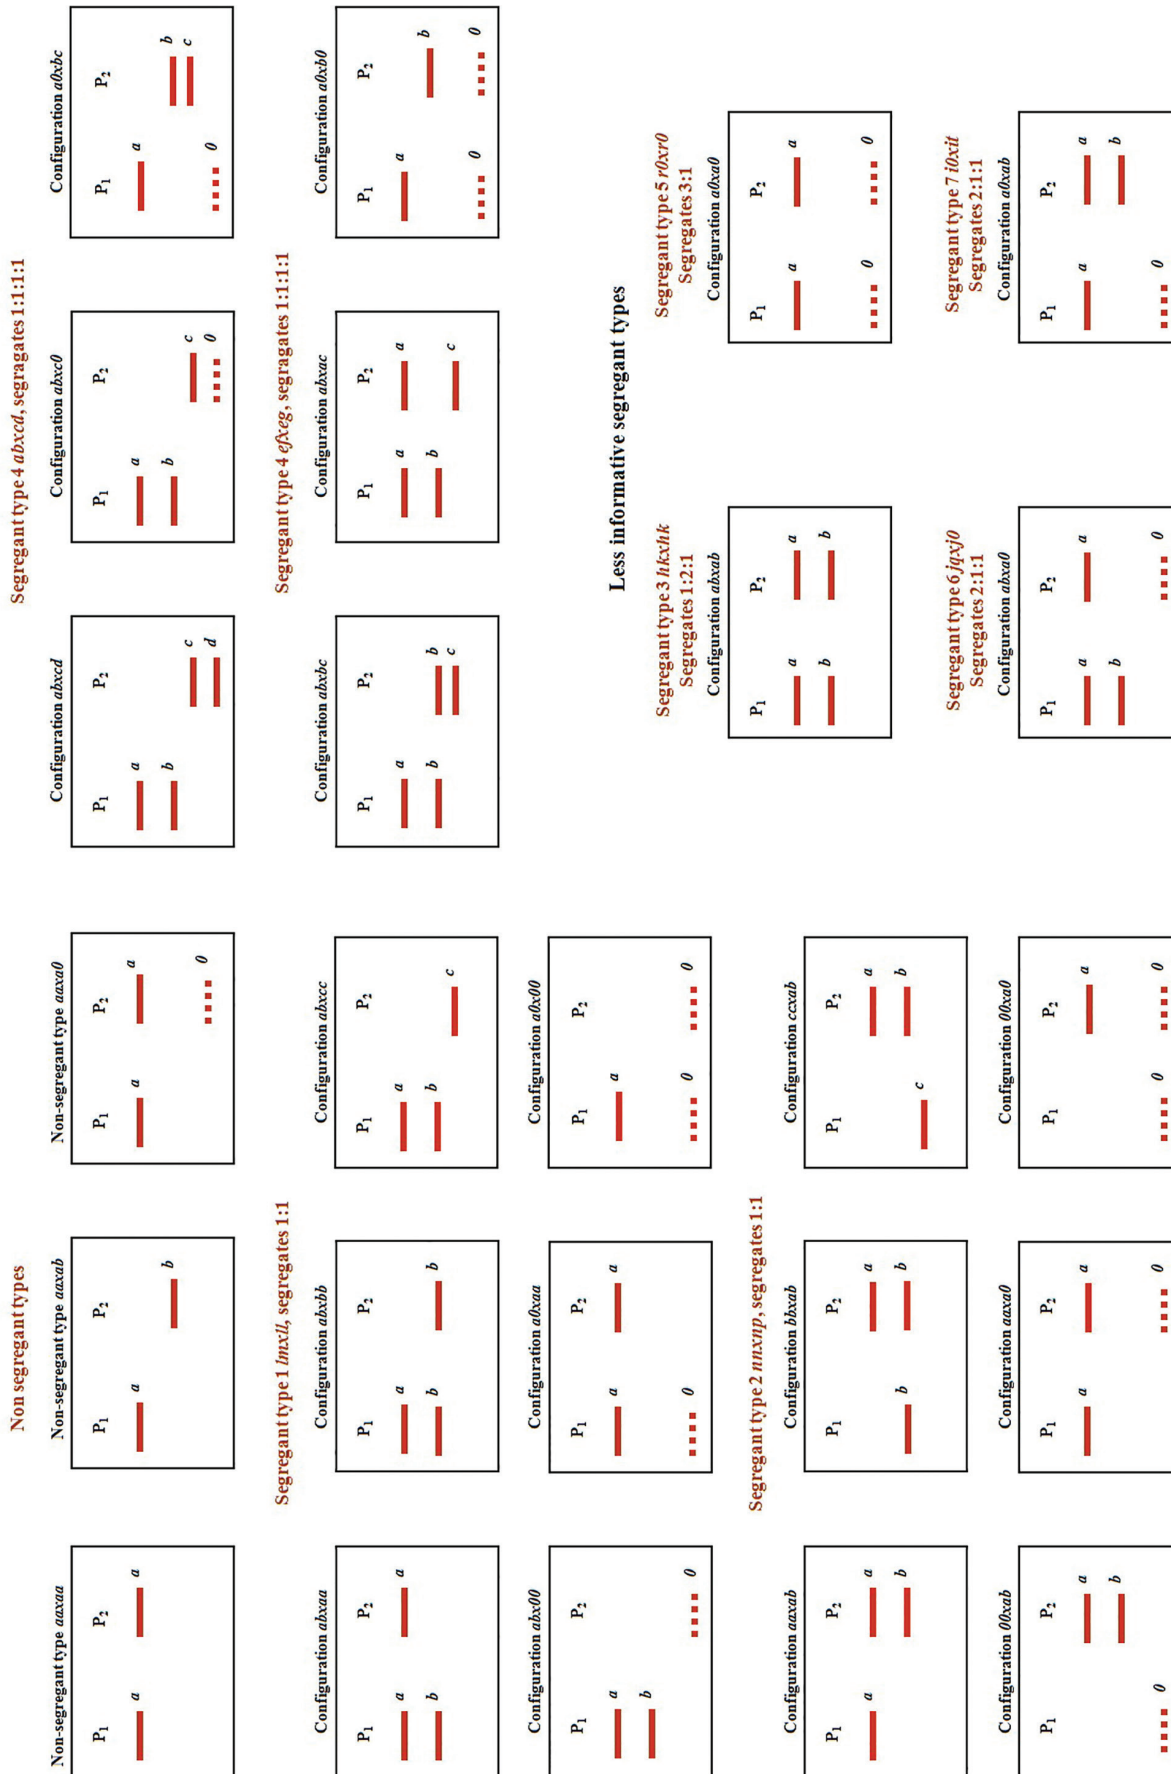 Non segregant types
Non-segregant type aaxaa
P1 P2
a a
Non-segregant type aaxab
P1 P2
a
b
Non-segregant type aaxa0
P1 P2
a a
0
Segregant type 1 lmxll, segregates 1:1
Configuration abxaa
P1 P2
a a
b
Configuration abxbb
P1 P2
a
b b
Configuration abxcc
P1 P2
a
b
c
Configuration abx00
P1 P2
a
b
0
Configuration a0xaa
P1 P2
a a
0
Configuration a0x00
P1 P2
a
0 0
Segregant type 2 nnxnp, segregates 1:1
Configuration aaxab
P1 P2
a a
b
Configuration bbxab
P1 P2
a
b b
Configuration ccxab
P1 P2
a
b
c
Configuration 00xab
P1 P2
a
b
0
Configuration aaxa0
P1 P2
a a
0
Configuration 00xa0
P1 P2
a
0 0
Segregant type 4 abxcd, segragates 1:1:1:1
Configuration abxcd
P1 P2
a
b
c
d
Configuration abxc0
P1 P2
a
b
c
0
Configuration a0xbc
P1 P2
a
b
c
0
Segregant type 4 efxeg, segragates 1:1:1:1
Configuration abxbc
P1 P2
a
b b
c
Configuration abxac
P1 P2
a a
b
c
Configuration a0xb0
P1 P2
a
b
0 0
Less informative segregant types
Segregant type 3 hkxhk
Segregates 1:2:1
Configuration abxab
P1 P2
a a
b b
Segregant type 5 r0xr0
Segregates 3:1
Configuration a0xa0
P1 P2
a a
0 0
Segregant type 6 jqxj0
Segregates 2:1:1
Configuration abxa0
P1 P2
a a
b
0
Segregant type 7 i0xit
Segregates 2:1:1
Configuration a0xab
P1 P2
a a
b
0